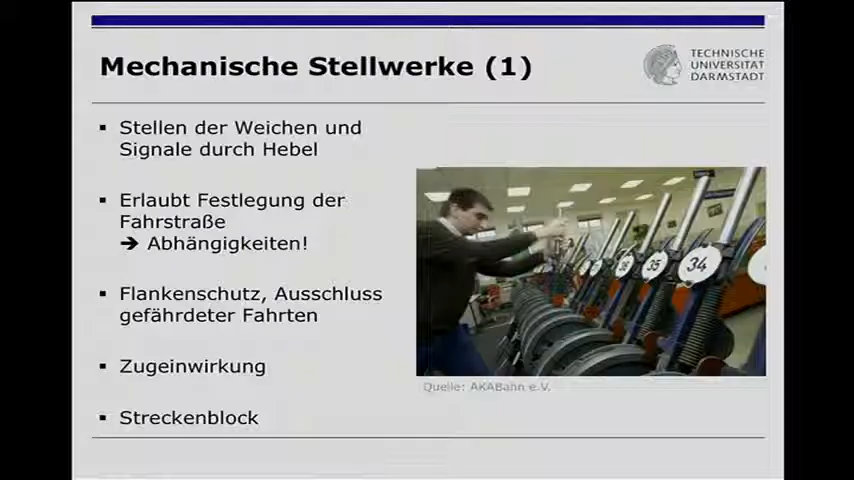 Mechanische Stellwerke (1)
TECHNISCHE
UNIVERSITÄT
DARMSTADT
▪ Stellen der Weichen und
Signale durch Hebel
▪ Erlaubt Festlegung der
Fahrstraße
➔ Abhängigkeiten!
▪ Flankenschutz, Ausschluss
gefährdeter Fahrten
▪ Zugeinwirkung
▪ Streckenblock
35
34
Quelle: AKABahn e.V.